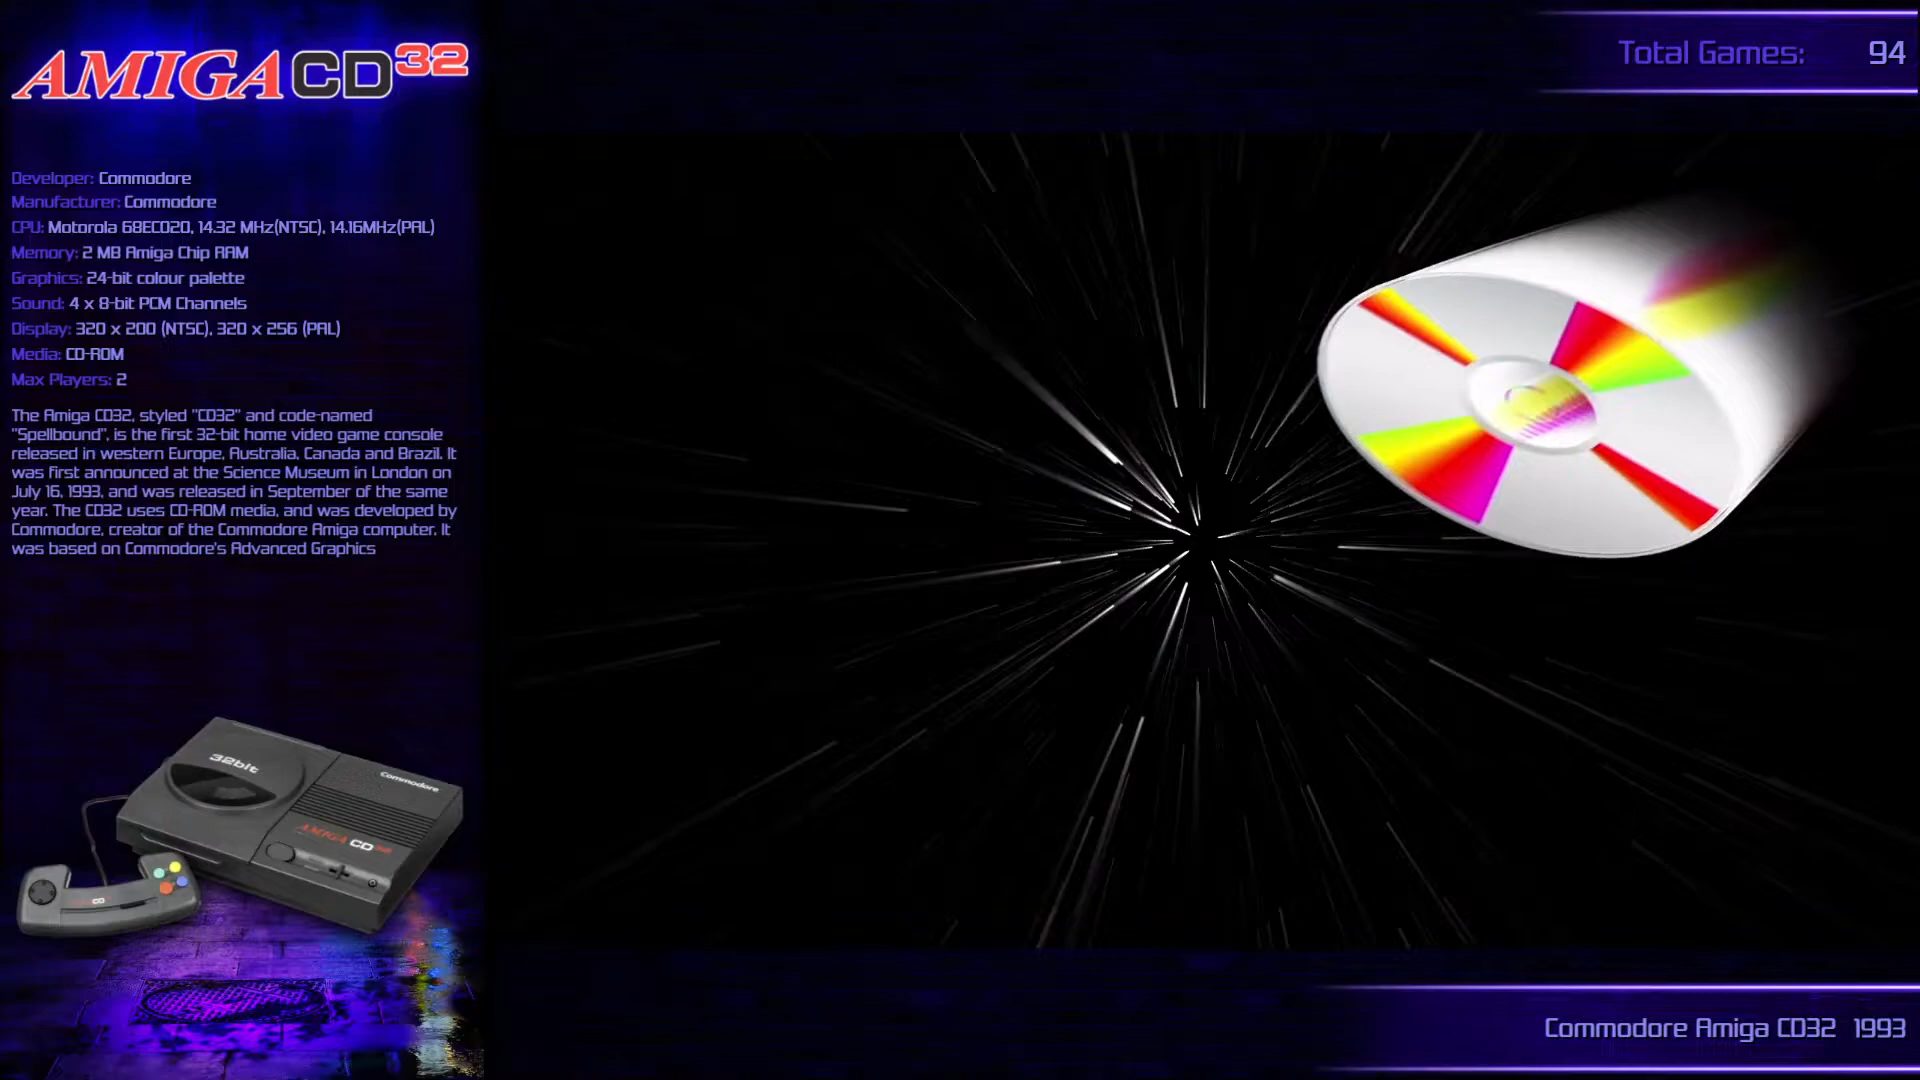 AMIGA CD32
Total Games: 94
Developer: Commodore
Manufacturer: Commodore
CPU: Motorola 68EC020, 14.32 MHz(NTSC), 14.16MHz(PAL)
Memory: 2 MB Amiga Chip RAM
Graphics: 24-bit colour palette
Sound: 4 x 8-bit PCM Channels
Display: 320 x 200 (NTSC), 320 x 256 (PAL)
Media: CD-ROM
Max Players: 2
The Amiga CD32, styled "CD32" and code-named
"Spellbound", is the first 32-bit home video game console
released in western Europe, Australia, Canada and Brazil. It
was first announced at the Science Museum in London on
July 16, 1993, and was released in September of the same
year. The CD32 uses CD-ROM media, and was developed by
Commodore, creator of the Commodore Amiga computer. It
was based on Commodore's Advanced Graphics
32bit
Commodore
AMIGA CD32
CD
Commodore Amiga CD32 1993